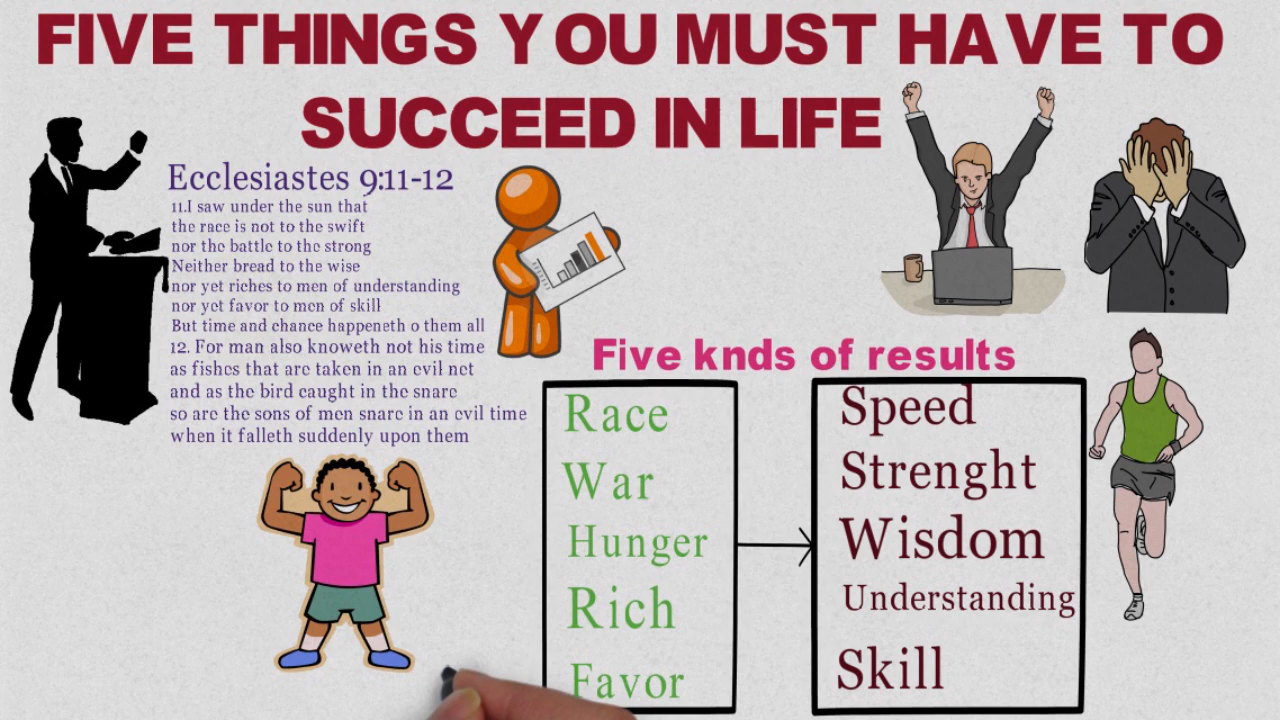 FIVE THINGS YOU MUST HAVE TO
SUCCEED IN LIFE
Ecclesiastes 9:11-12
11.I saw under the sun that
the race is not to the swift
nor the battle to the strong
Neither bread to the wise
nor yet riches to men of understanding
nor yet favor to men of skill
But time and chance happeneth o them all
12. For man also knoweth not his time
as fishes that are taken in an evil net
and as the bird caught in the snare
so are the sons of men snare in an evil time
when it falleth suddenly upon them
Five knds of results
Race
War
Hunger
Rich
Favor
Speed
Strenght
Wisdom
Understanding
Skill